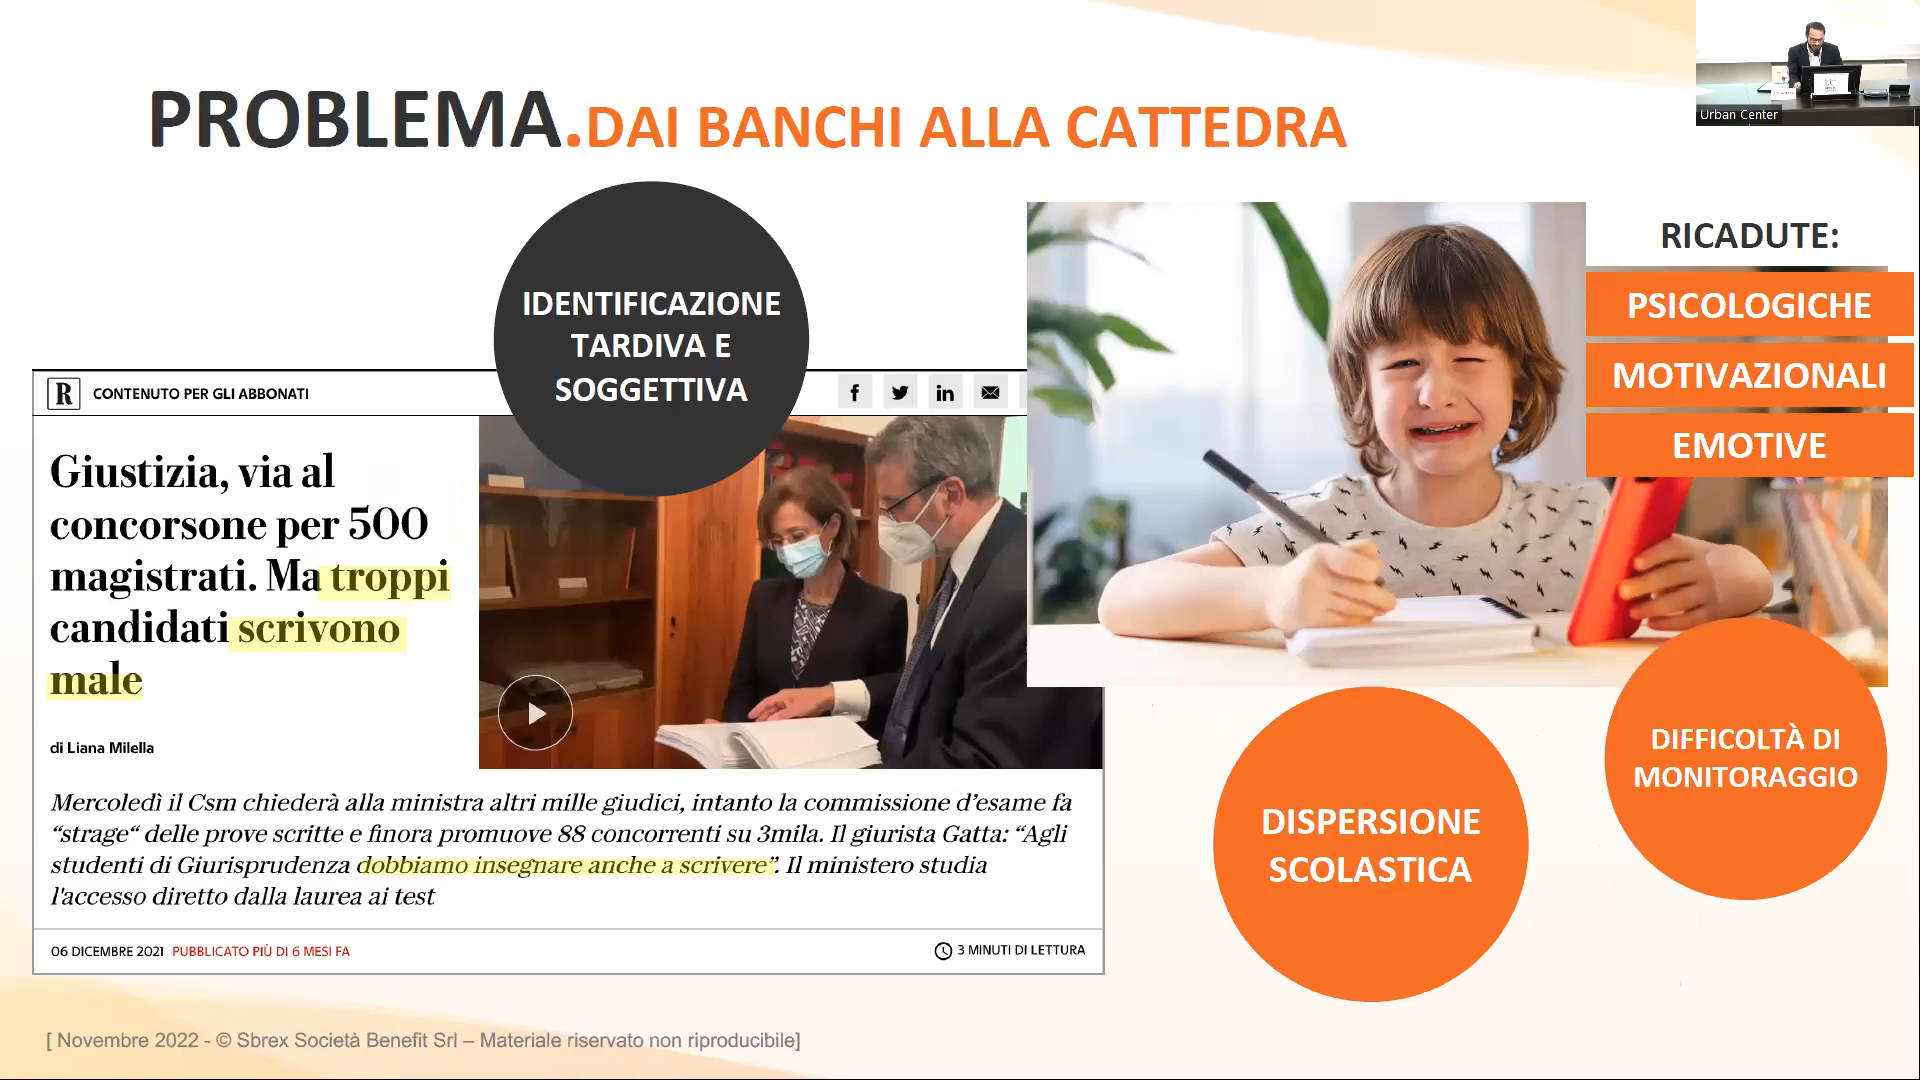 PROBLEMA.DAI BANCHI ALLA CATTEDRA
Urban Center
IDENTIFICAZIONE
TARDIVA E
SOGGETTIVA
RICADUTE:
PSICOLOGICHE
MOTIVAZIONALI
EMOTIVE
R CONTENUTO PER GLI ABBONATI
Giustizia, via al
concorsone per 500
magistrati. Ma troppi
candidati scrivono
male
di Liana Milella
Mercoledì il Csm chiederà alla ministra altri mille giudici, intanto la commissione d'esame fa
“strage“ delle prove scritte e finora promuove 88 concorrenti su 3mila. Il giurista Gatta: “Agli
studenti di Giurisprudenza dobbiamo insegnare anche a scrivere”. Il ministero studia
l'accesso diretto dalla laurea ai test
06 DICEMBRE 2021 PUBBLICATO PIÙ DI 6 MESI FA
3 MINUTI DI LETTURA
DISPERSIONE
SCOLASTICA
DIFFICOLTÀ DI
MONITORAGGIO
[ Novembre 2022 - © Sbrex Società Benefit Srl – Materiale riservato non riproducibile]